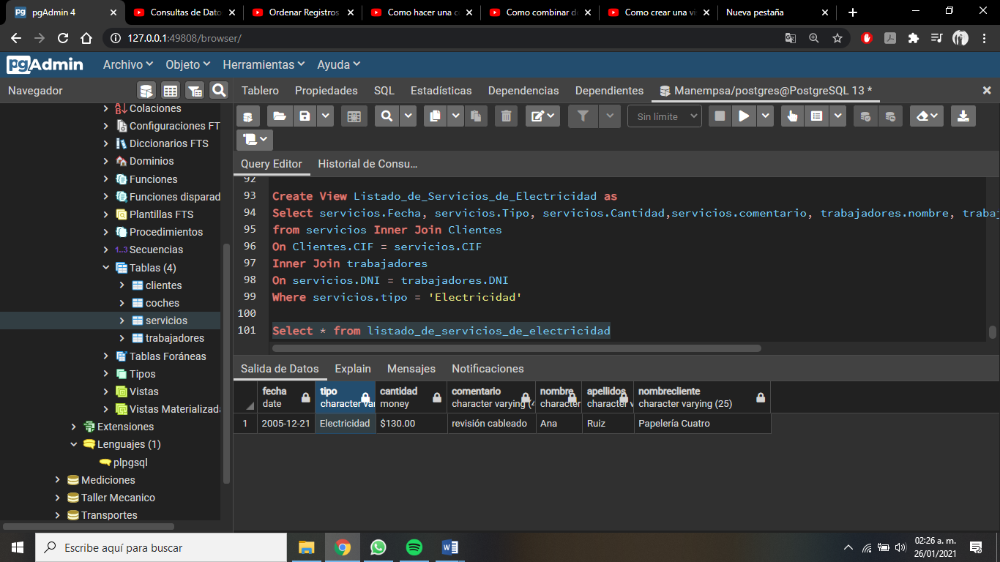 pgAdmin 4
Consultas de Dato
Ordenar Registros
Como hacer una c
Como combinar d
Como crear una vi
Nueva pestaña
127.0.0.1:49808/browser/
pgAdmin
Archivo
Objeto
Herramientas
Ayuda
Navegador
Tablero
Propiedades
SQL
Estadísticas
Dependencias
Dependientes
Manempsa/postgres@PostgreSQL 13 *
Sin límite
Query Editor
Historial de Consu...
Colaciones
Configuraciones FT
Diccionarios FTS
Dominios
Funciones
Funciones disparad
Plantillas FTS
Procedimientos
1..3 Secuencias
Tablas (4)
clientes
coches
servicios
trabajadores
Tablas Foráneas
Tipos
Vistas
Vistas Materializada
Extensiones
Lenguajes (1)
plpgsql
Mediciones
Taller Mecanico
Transportes
92
93 Create View Listado_de_Servicios_de_Electricidad as
94 Select servicios.Fecha, servicios.Tipo, servicios.Cantidad,servicios.comentario, trabajadores.nombre, traba
95 from servicios Inner Join Clientes
96 On Clientes.CIF = servicios.CIF
97 Inner Join trabajadores
98 On servicios.DNI = trabajadores.DNI
99 Where servicios.tipo = 'Electricidad'
100
101 Select * from listado_de_servicios_de_electricidad
Salida de Datos
Explain
Mensajes
Notificaciones
fecha date
tipo character var
cantidad money
comentario character varying (4
nombre character
apellidos character v
nombrecliente character varying (25)
1 2005-12-21 Electricidad $130.00 revisión cableado Ana Ruiz Papelería Cuatro
Escribe aquí para buscar
02:26 a. m.
26/01/2021